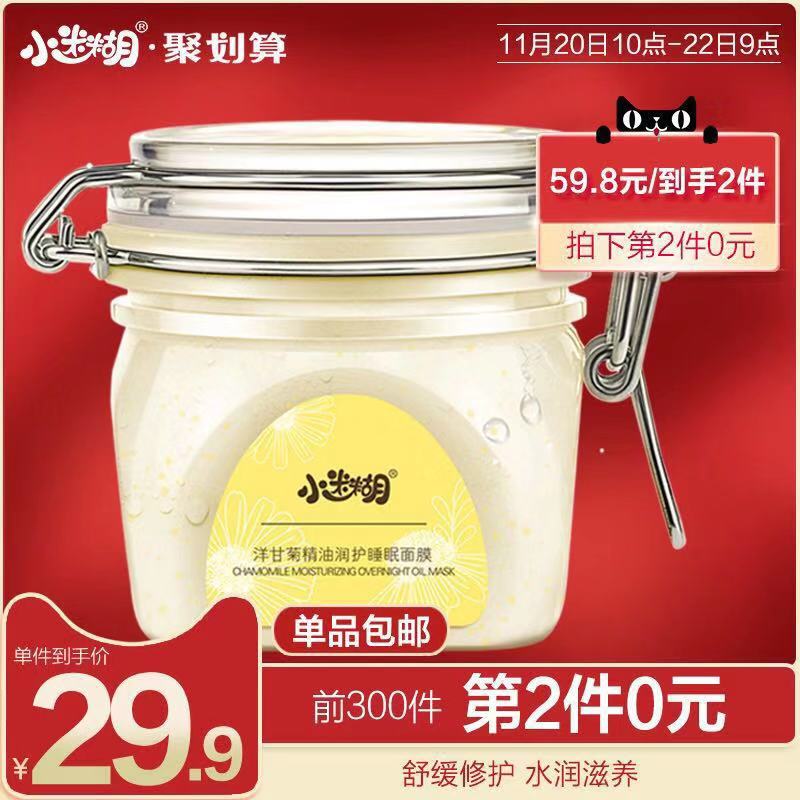 小迷糊®·聚划算
11月20日10点-22日9点
59.8元/到手2件
拍下第2件0元
小迷糊®
洋甘菊精油润护睡眠面膜
CHAMOMILE MOISTURIZING OVERNIGHT OIL MASK
单品包邮
单件到手价
¥29.9
前300件 第2件0元
舒缓修护 水润滋养